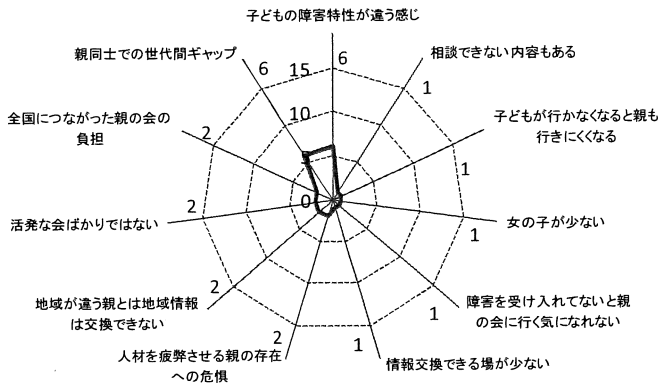 子どもの障害特性が違う感じ
親同士での世代間ギャップ
6
15
6
相談できない内容もある
1
全国につながった親の会の
負担
2
10
子どもが行かなくなると親も
行きにくくなる
1
活発な会ばかりではない
2
0
女の子が少ない
1
地域が違う親とは地域情報
は交換できない
2
障害を受け入れてないと親
の会に行く気になれない
1
人材を疲弊させる親の存在
への危惧
2
情報交換できる場が少ない
1